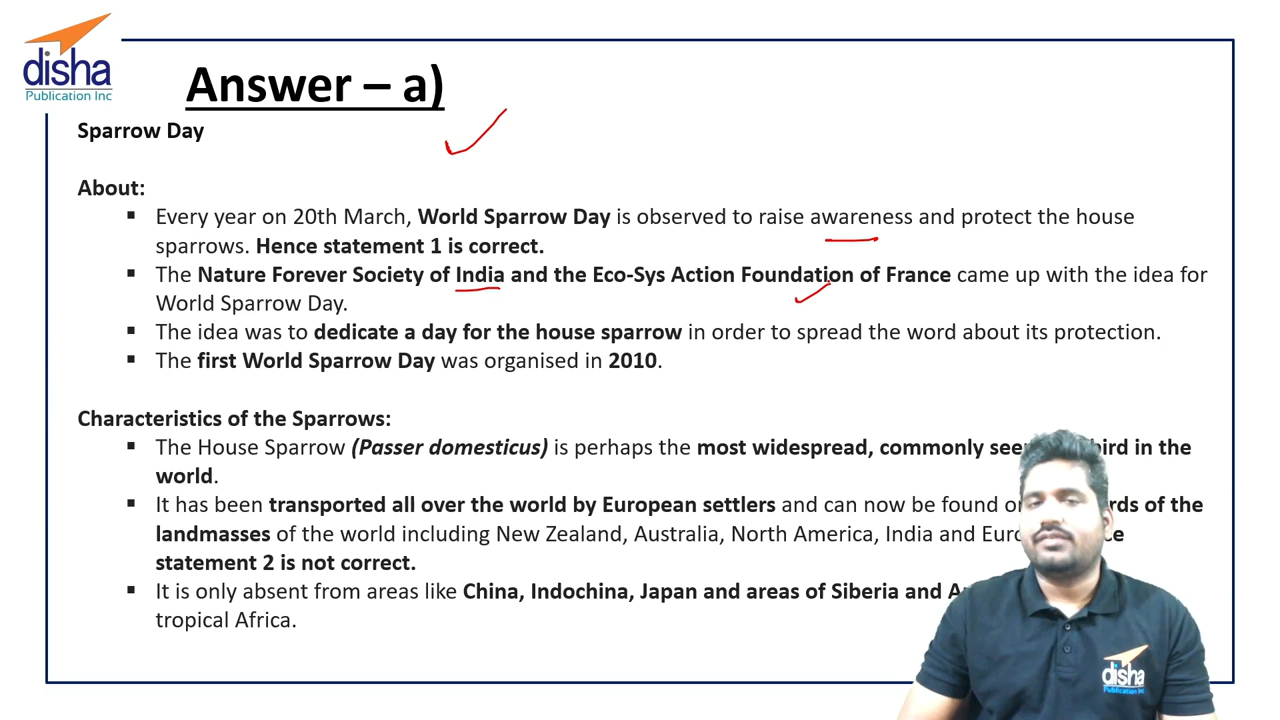 disha
Publication Inc
Answer – a)
Sparrow Day
About:
▪ Every year on 20th March, World Sparrow Day is observed to raise awareness and protect the house
sparrows. Hence statement 1 is correct.
▪ The Nature Forever Society of India and the Eco-Sys Action Foundation of France came up with the idea for
World Sparrow Day.
▪ The idea was to dedicate a day for the house sparrow in order to spread the word about its protection.
▪ The first World Sparrow Day was organised in 2010.
Characteristics of the Sparrows:
▪ The House Sparrow (Passer domesticus) is perhaps the most widespread, commonly bird in the
world.
▪ It has been transported all over the world by European settlers and can now be found of the
landmasses of the world including New Zealand, Australia, North America, India and
statement 2 is not correct.
▪ It is only absent from areas like China, Indochina, Japan and areas of Siberia and
tropical Africa.
disha
Publication Inc